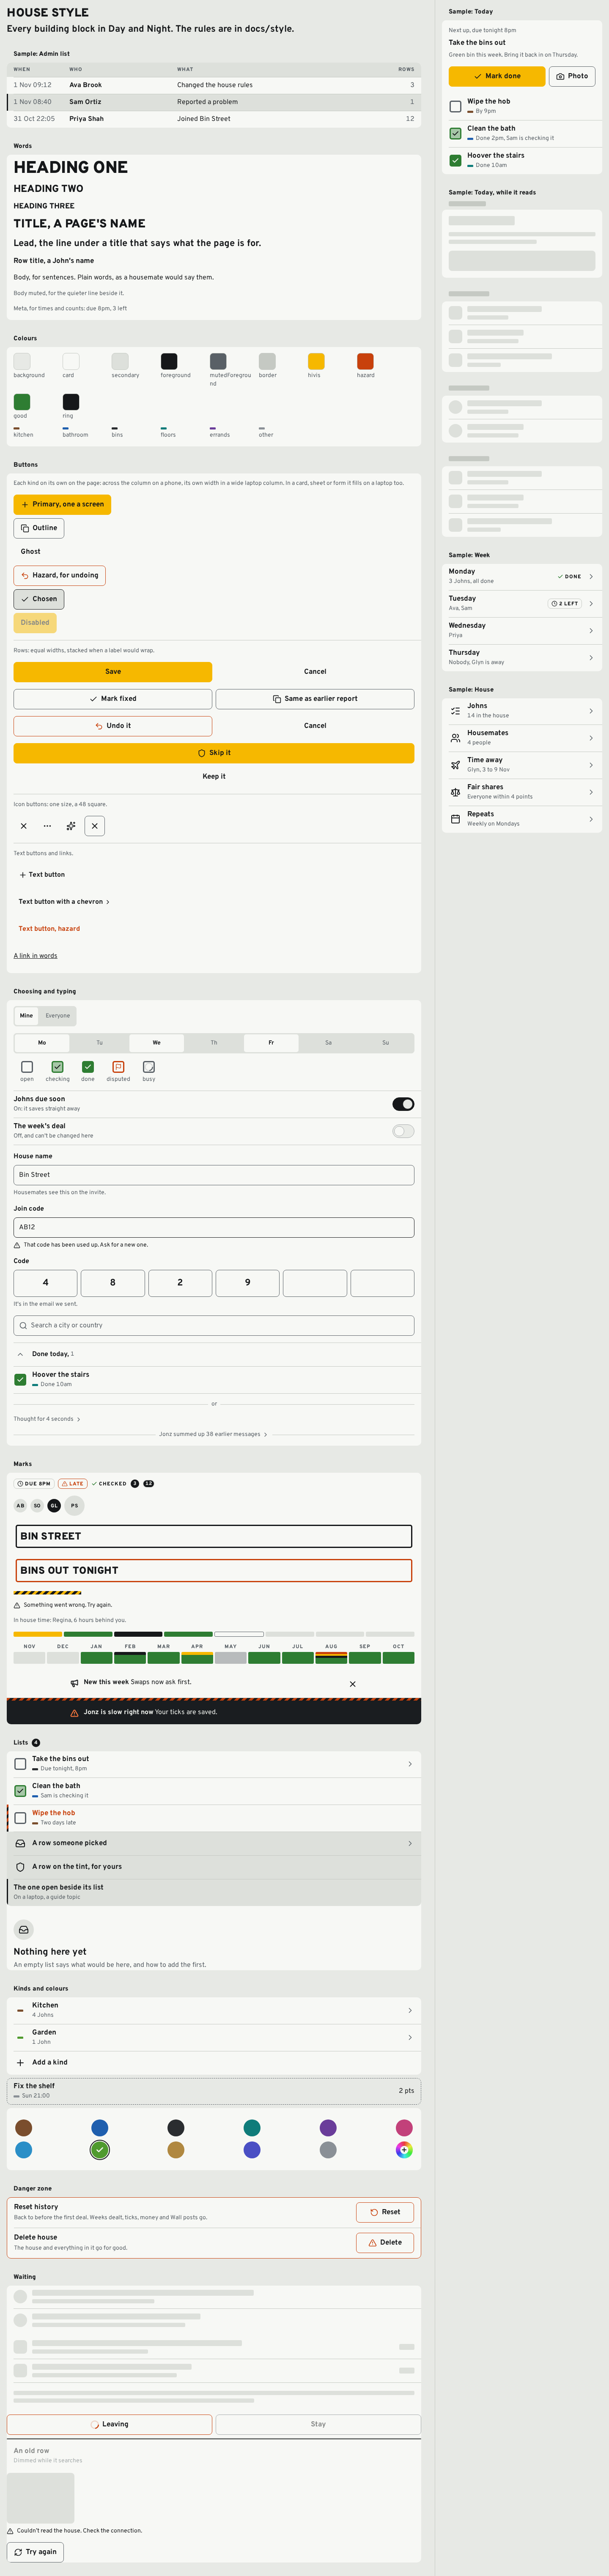 HOUSE STYLE
Every building block in Day and Night. The rules are in docs/style.
Sample: Admin list
WHEN WHO WHAT ROWS
1 Nov 09:12 Ava Brook Changed the house rules 3
1 Nov 08:40 Sam Ortiz Reported a problem 1
31 Oct 22:05 Priya Shah Joined Bin Street 12
Words
HEADING ONE
HEADING TWO
HEADING THREE
TITLE, A PAGE'S NAME
Lead, the line under a title that says what the page is for.
Row title, a John's name
Body, for sentences. Plain words, as a housemate would say them.
Body muted, for the quieter line beside it.
Meta, for times and counts: due 8pm, 3 left
Colours
background card secondary foreground mutedForegrou
nd border hivis hazard
good ring
kitchen bathroom bins floors errands other
Buttons
Each kind on its own on the page: across the column on a phone, its own width in a wide laptop column. In a card, sheet or form it fills on a laptop too.
Primary, one a screen
Outline
Ghost
Hazard, for undoing
Chosen
Disabled
Rows: equal widths, stacked when a label would wrap.
Save Cancel
Mark fixed Same as earlier report
Undo it Cancel
Skip it
Keep it
Icon buttons: one size, a 48 square.
Text buttons and links.
Text button
Text button with a chevron
Text button, hazard
A link in words
Choosing and typing
Mine Everyone
Mo Tu We Th Fr Sa Su
open checking done disputed busy
Johns due soon
On: it saves straight away
The week's deal
Off, and can't be changed here
House name
Bin Street
Housemates see this on the invite.
Join code
AB12
That code has been used up. Ask for a new one.
Code
4 8 2 9
It's in the email we sent.
Search a city or country
Done today, 1
Hoover the stairs
Done 10am
or
Thought for 4 seconds
Jonz summed up 38 earlier messages
Marks
DUE 8PM LATE CHECKED 3 12
AB SO GL PS
BIN STREET
BINS OUT TONIGHT
Something went wrong. Try again.
In house time: Regina, 6 hours behind you.
NOV DEC JAN FEB MAR APR MAY JUN JUL AUG SEP OCT
New this week Swaps now ask first.
Jonz is slow right now Your ticks are saved.
Lists 4
Take the bins out
Due tonight, 8pm
Clean the bath
Sam is checking it
Wipe the hob
Two days late
A row someone picked
A row on the tint, for yours
The one open beside its list
On a laptop, a guide topic
Nothing here yet
An empty list says what would be here, and how to add the first.
Kinds and colours
Kitchen
4 Johns
Garden
1 John
Add a kind
Fix the shelf
Sun 21:00
2 pts
Danger zone
Reset history
Back to before the first deal. Weeks dealt, ticks, money and Wall posts go.
Reset
Delete house
The house and everything in it go for good.
Delete
Waiting
Leaving Stay
An old row
Dimmed while it searches
Couldn't read the house. Check the connection.
Try again
Sample: Today
Next up, due tonight 8pm
Take the bins out
Green bin this week. Bring it back in on Thursday.
Mark done Photo
Wipe the hob
By 9pm
Clean the bath
Done 2pm, Sam is checking it
Hoover the stairs
Done 10am
Sample: Today, while it reads
Sample: Week
Monday
3 Johns, all done
DONE
Tuesday
Ava, Sam
2 LEFT
Wednesday
Priya
Thursday
Nobody, Glyn is away
Sample: House
Johns
14 in the house
Housemates
4 people
Time away
Glyn, 3 to 9 Nov
Fair shares
Everyone within 4 points
Repeats
Weekly on Mondays